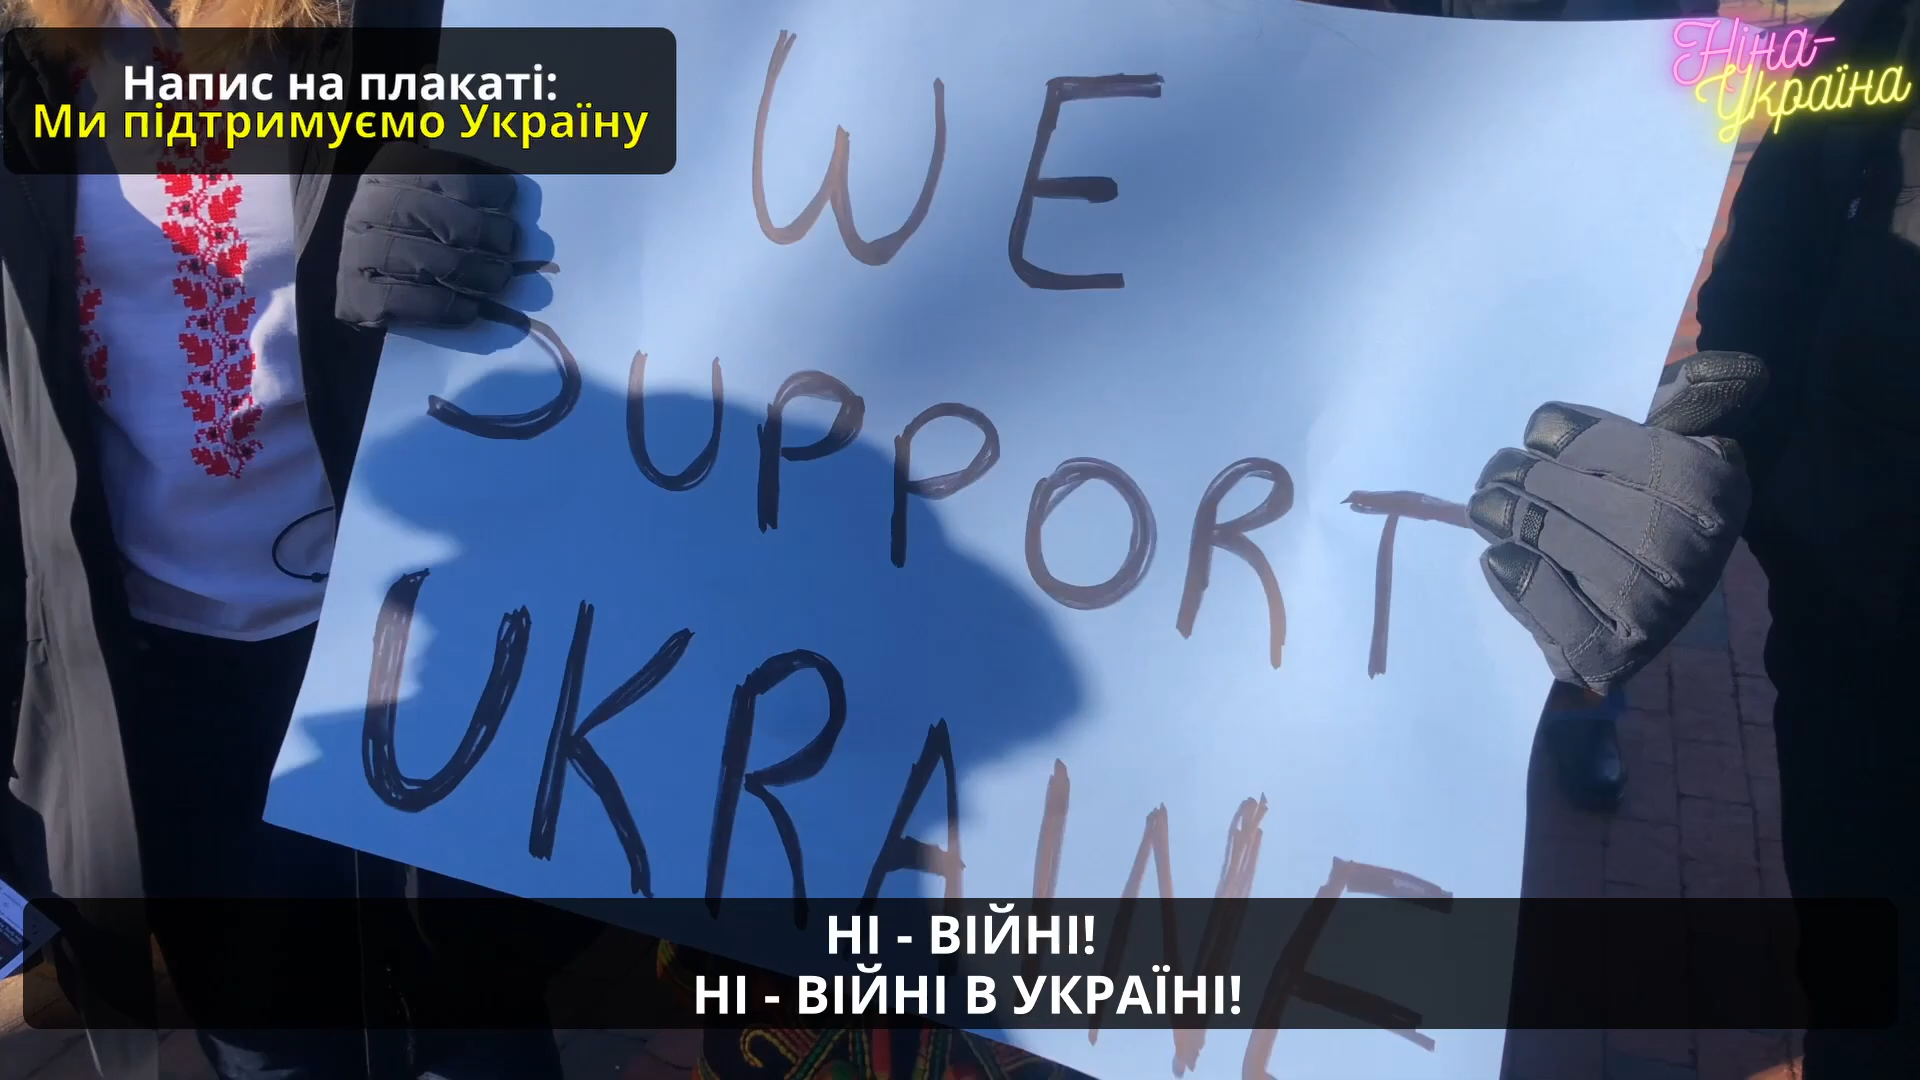 Напис на плакаті:
Ми підтримуємо Україну
Ніна-
Україна
WE
SUPPORT
UKRAINE
НІ - ВІЙНІ!
НІ - ВІЙНІ В УКРАЇНІ!